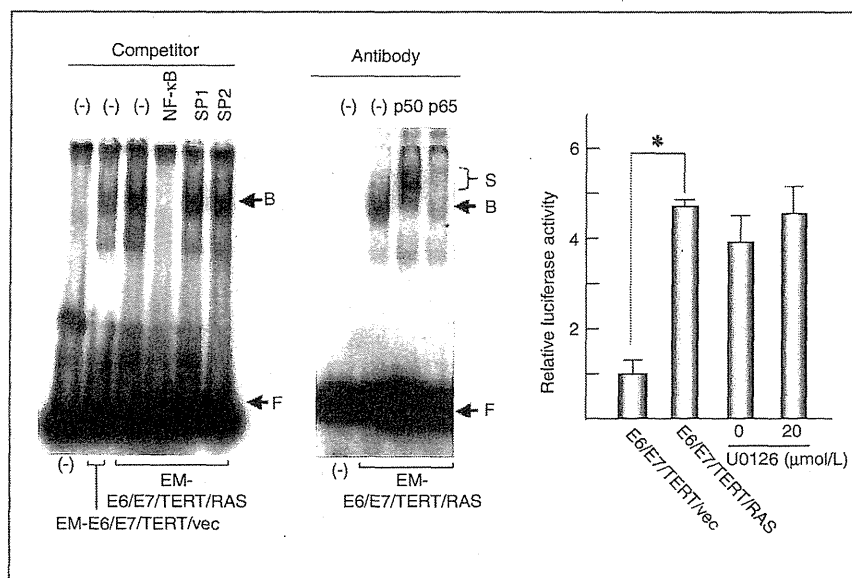 Competitor
(-) (-) (-) NF-κB SP1 SP2
B
F
(-)
EM-
E6/E7/TERT/RAS
EM-E6/E7/TERT/vec
Antibody
(-) (-) p50 p65
S
B
F
(-)
EM-
E6/E7/TERT/RAS
Relative luciferase activity
6
4
2
*
E6/E7/TERT/vec
E6/E7/TERT/RAS
0 20
U0126 (μmol/L)